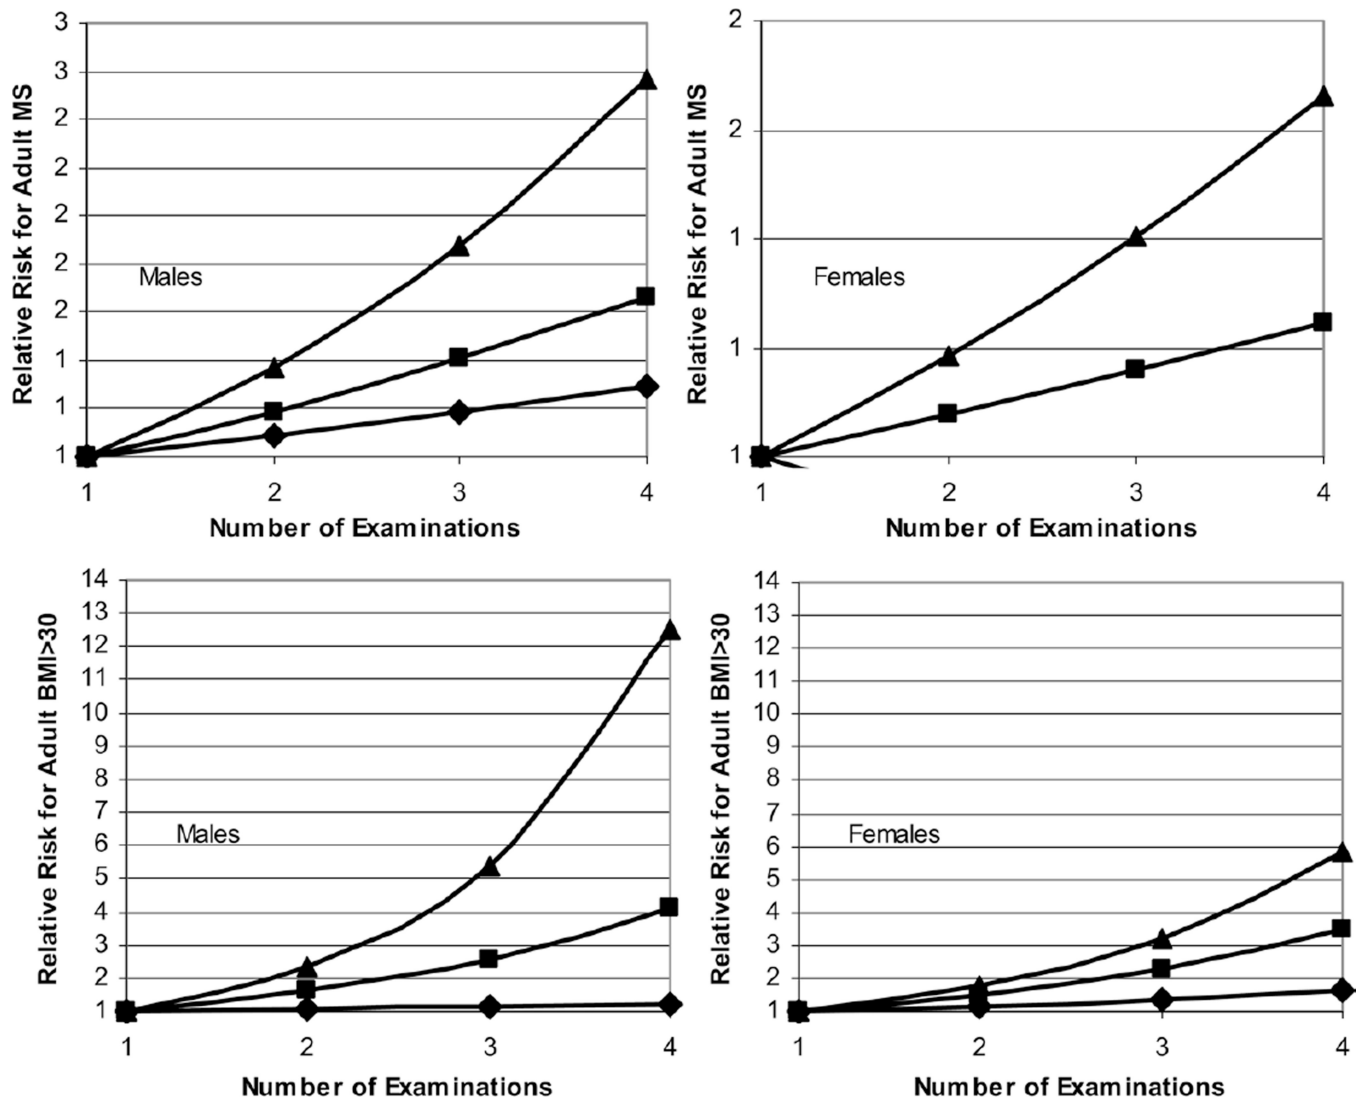 3
3
2
2
2
2
2
1
1
1
Relative Risk for Adult MS
Males
1 2 3 4
Number of Examinations
2
2
1
1
1
Relative Risk for Adult MS
Females
1 2 3 4
Number of Examinations
14
13
12
11
10
9
8
7
6
5
4
3
2
1
Relative Risk for Adult BMI>30
Males
1 2 3 4
Number of Examinations
14
13
12
11
10
9
8
7
6
5
4
3
2
1
Relative Risk for Adult BMI>30
Females
1 2 3 4
Number of Examinations